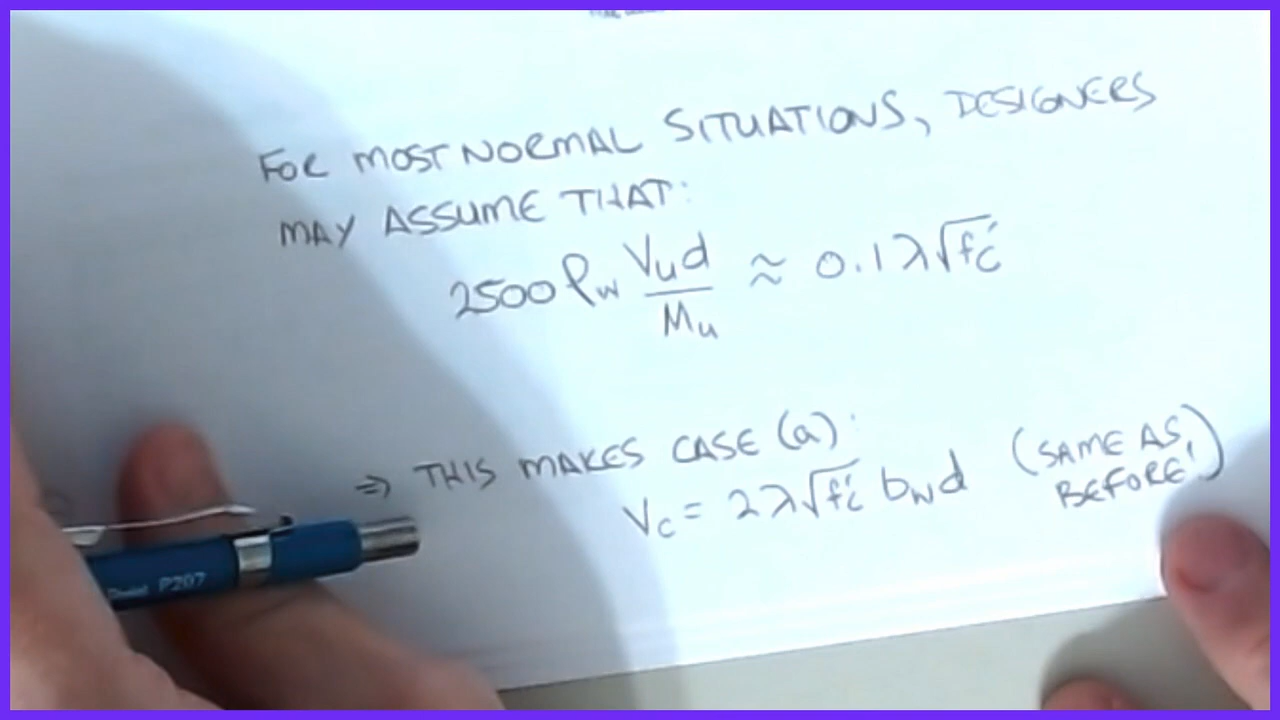 FOR MOST NORMAL SITUATIONS, DESIGNERS
MAY ASSUME THAT:
2500 ρw Vud/Mu ≈ 0.1λ√f'c
⇒ THIS MAKES CASE (a):
Vc = 2λ√f'c bwd (SAME AS BEFORE!)
P207